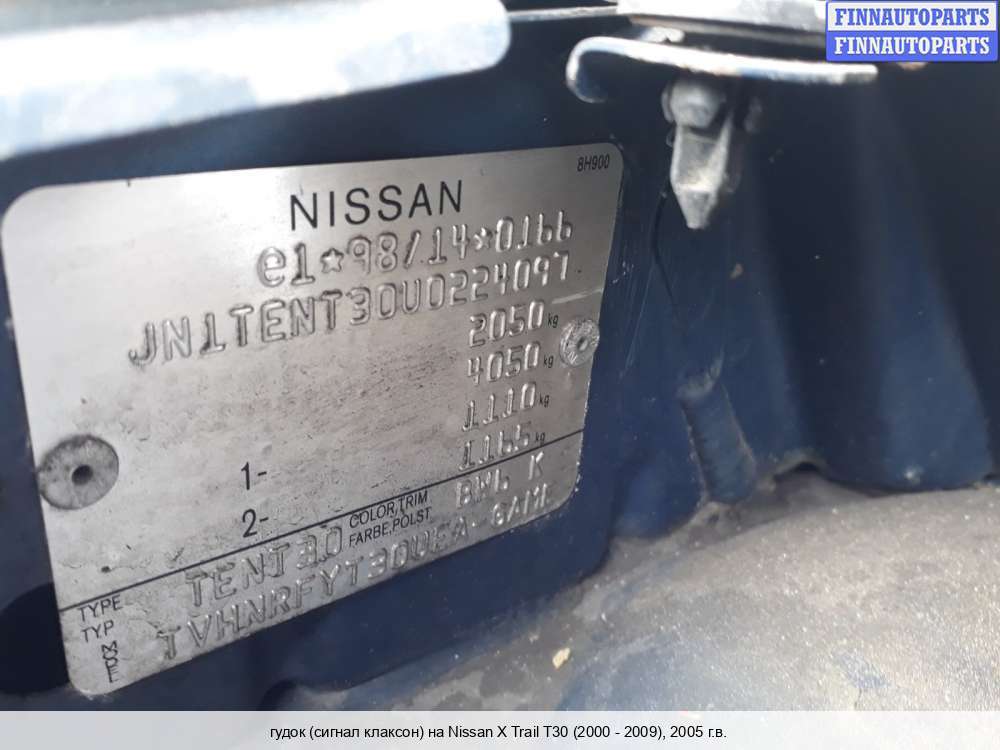 FINNAUTOPARTS
FINNAUTOPARTS
8H900
NISSAN
e1*98/14*0166
JN1TENT30U0224097
2050 kg
4050 kg
1- 1110 kg
2- 1165 kg
TYPE TYP TENT30 COLOR,TRIM FARBE,POLST. BW6 K
MODELE TVHNRFYT30UEA
гудок (сигнал клаксон) на Nissan X Trail T30 (2000 - 2009), 2005 г.в.